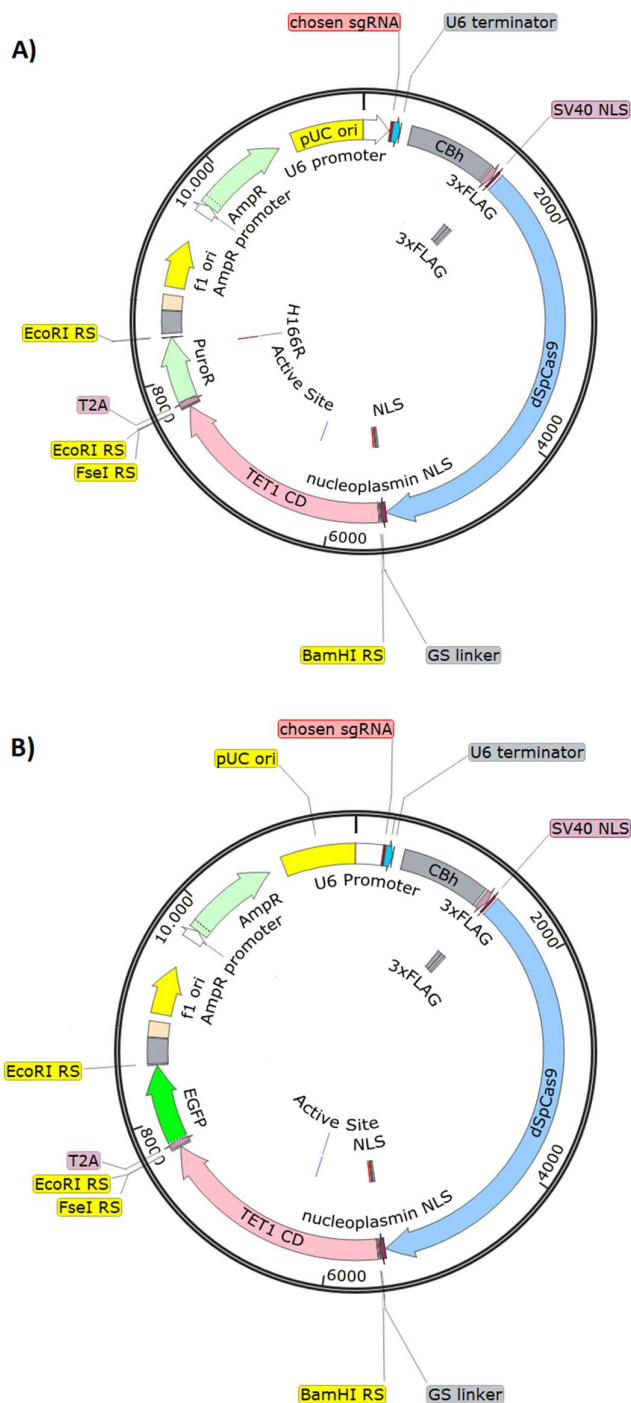 A)
chosen sgRNA
U6 terminator
SV40 NLS
pUC ori
U6 promoter
CBh
3xFLAG
2000
10.000
AmpR
AmpR promoter
3xFLAG
f1 ori
EcoRI RS
H166R
PuroR
Active Site
dSpCas9
T2A
8000
NLS
4000
EcoRI RS
FseI RS
nucleoplasmin NLS
TET1 CD
6000
BamHI RS
GS linker
B)
chosen sgRNA
pUC ori
U6 terminator
SV40 NLS
U6 Promoter
CBh
3xFLAG
2000
10.000
AmpR
AmpR promoter
3xFLAG
f1 ori
EcoRI RS
EGFP
Active Site
dSpCas9
T2A
8000
NLS
4000
EcoRI RS
FseI RS
nucleoplasmin NLS
TET1 CD
6000
BamHI RS
GS linker